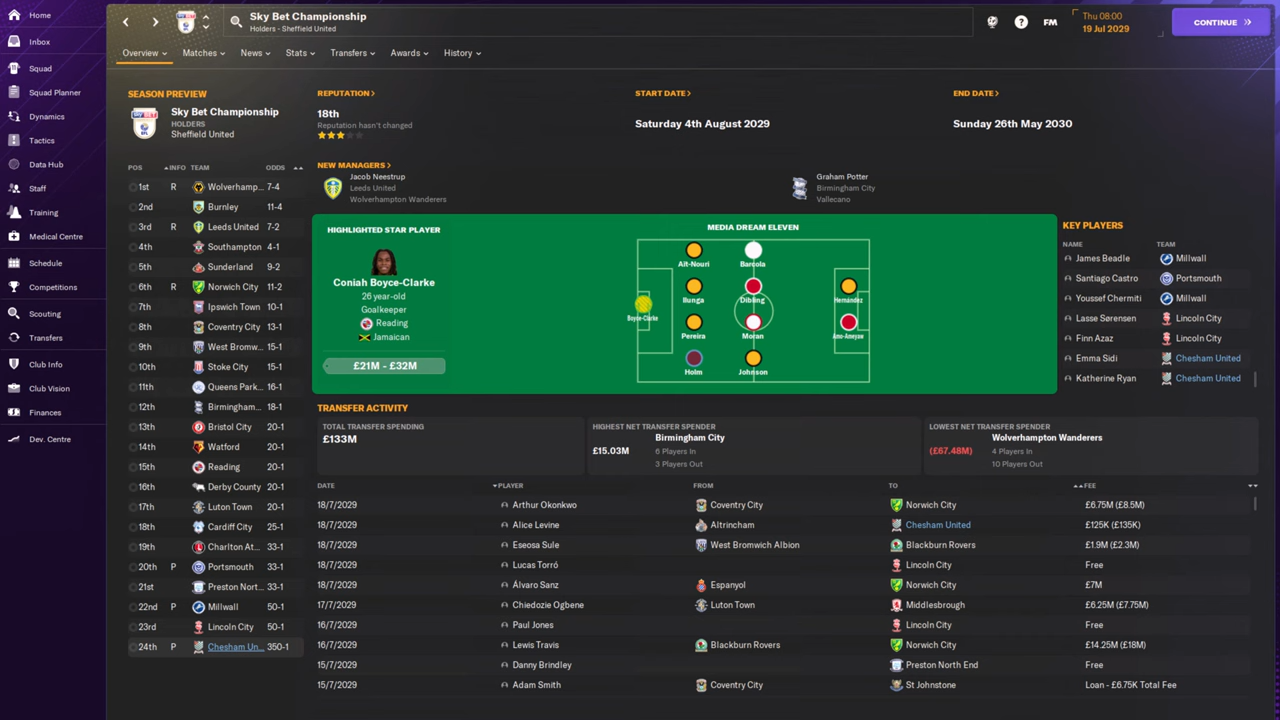 Home
Inbox
Squad
Squad Planner
Dynamics
Tactics
Data Hub
Staff
Training
Medical Centre
Schedule
Competitions
Scouting
Transfers
Club Info
Club Vision
Finances
Dev. Centre
Sky Bet Championship
Holders - Sheffield United
FM
Thu 08:00
19 Jul 2029
CONTINUE
Overview
Matches
News
Stats
Transfers
Awards
History
SEASON PREVIEW
Sky Bet Championship
HOLDERS
Sheffield United
POS INFO TEAM ODDS
1st R Wolverhamp... 7-4
2nd Burnley 11-4
3rd R Leeds United 7-2
4th Southampton 4-1
5th Sunderland 9-2
6th R Norwich City 11-2
7th Ipswich Town 10-1
8th Coventry City 13-1
9th West Bromw... 15-1
10th Stoke City 15-1
11th Queens Park... 16-1
12th Birmingham... 18-1
13th Bristol City 20-1
14th Watford 20-1
15th Reading 20-1
16th Derby County 20-1
17th Luton Town 20-1
18th Cardiff City 25-1
19th Charlton At... 33-1
20th P Portsmouth 33-1
21st Preston Nort... 33-1
22nd P Millwall 50-1
23rd Lincoln City 50-1
24th P Chesham Un... 350-1
REPUTATION
18th
Reputation hasn't changed
START DATE
Saturday 4th August 2029
END DATE
Sunday 26th May 2030
NEW MANAGERS
Jacob Neestrup
Leeds United
Wolverhampton Wanderers
Graham Potter
Birmingham City
Vallecano
HIGHLIGHTED STAR PLAYER
Coniah Boyce-Clarke
26 year-old
Goalkeeper
Reading
Jamaican
£21M - £32M
MEDIA DREAM ELEVEN
Aït-Nouri
Barcola
Bunga
Dibling
Hernández
Boyce-Clarke
Pereira
Moran
Amo-Ameyaw
Holm
Johnson
KEY PLAYERS
NAME TEAM
James Beadle Millwall
Santiago Castro Portsmouth
Youssef Chermiti Millwall
Lasse Sørensen Lincoln City
Finn Azaz Lincoln City
Emma Sidi Chesham United
Katherine Ryan Chesham United
TRANSFER ACTIVITY
TOTAL TRANSFER SPENDING
£133M
HIGHEST NET TRANSFER SPENDER
Birmingham City
£15.03M
6 Players In
3 Players Out
LOWEST NET TRANSFER SPENDER
Wolverhampton Wanderers
(£67.48M)
4 Players In
10 Players Out
DATE PLAYER FROM TO FEE
18/7/2029 Arthur Okonkwo Coventry City Norwich City £6.75M (£8.5M)
18/7/2029 Alice Levine Altrincham Chesham United £125K (£135K)
18/7/2029 Eseosa Sule West Bromwich Albion Blackburn Rovers £1.9M (£2.3M)
18/7/2029 Lucas Torró Lincoln City Free
18/7/2029 Álvaro Sanz Espanyol Norwich City £7M
17/7/2029 Chiedozie Ogbene Luton Town Middlesbrough £6.25M (£7.75M)
16/7/2029 Paul Jones Lincoln City Free
16/7/2029 Lewis Travis Blackburn Rovers Norwich City £14.25M (£18M)
15/7/2029 Danny Brindley Preston North End Free
15/7/2029 Adam Smith Coventry City St Johnstone Loan - £6.75K Total Fee